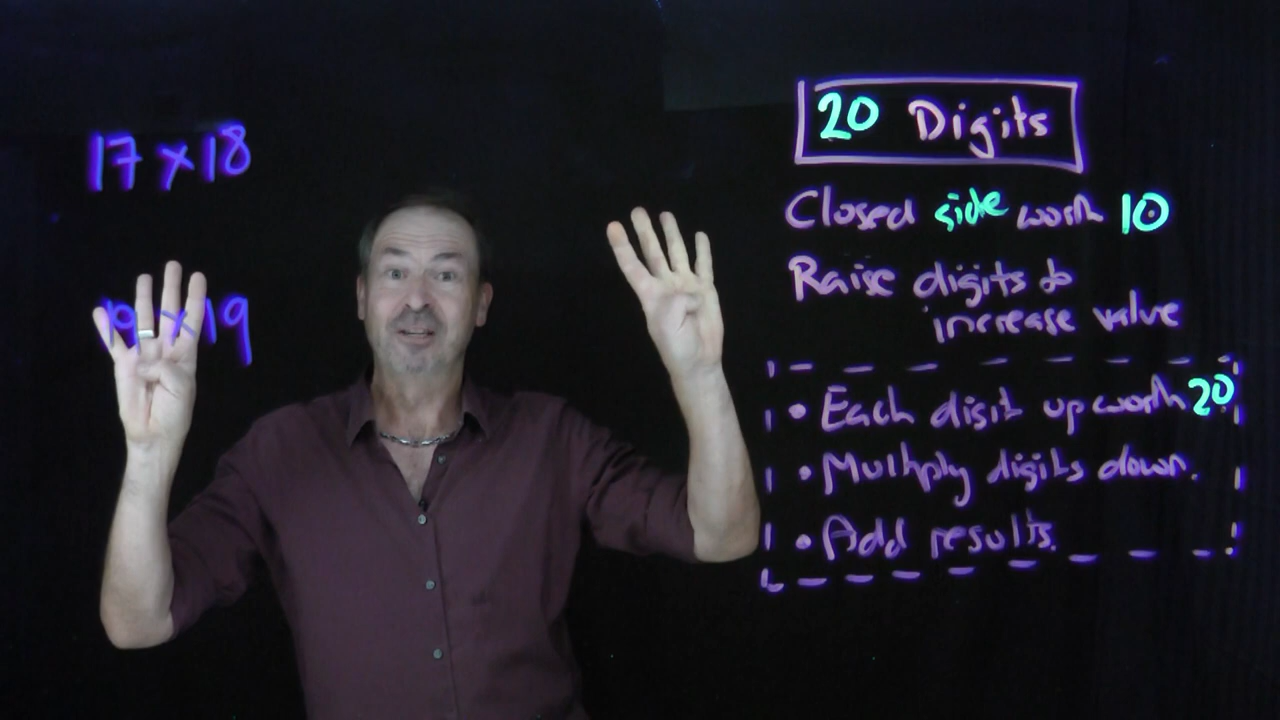 17 x 18
19 x 19
20 Digits
Closed side worth 10
Raise digits to
increase value
• Each digit up worth 20
• Multiply digits down.
• Add results.